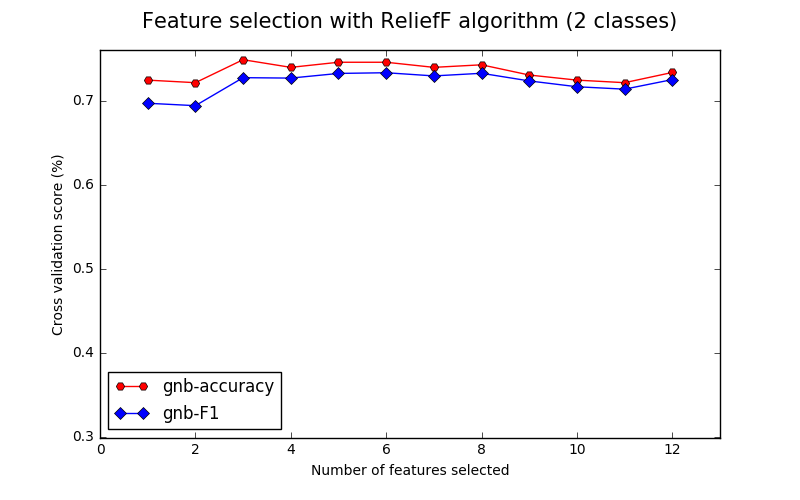 Feature selection with ReliefF algorithm (2 classes)
Cross validation score (%)
0.7
0.6
0.5
0.4
0.3
gnb-accuracy
gnb-F1
0 2 4 6 8 10 12
Number of features selected